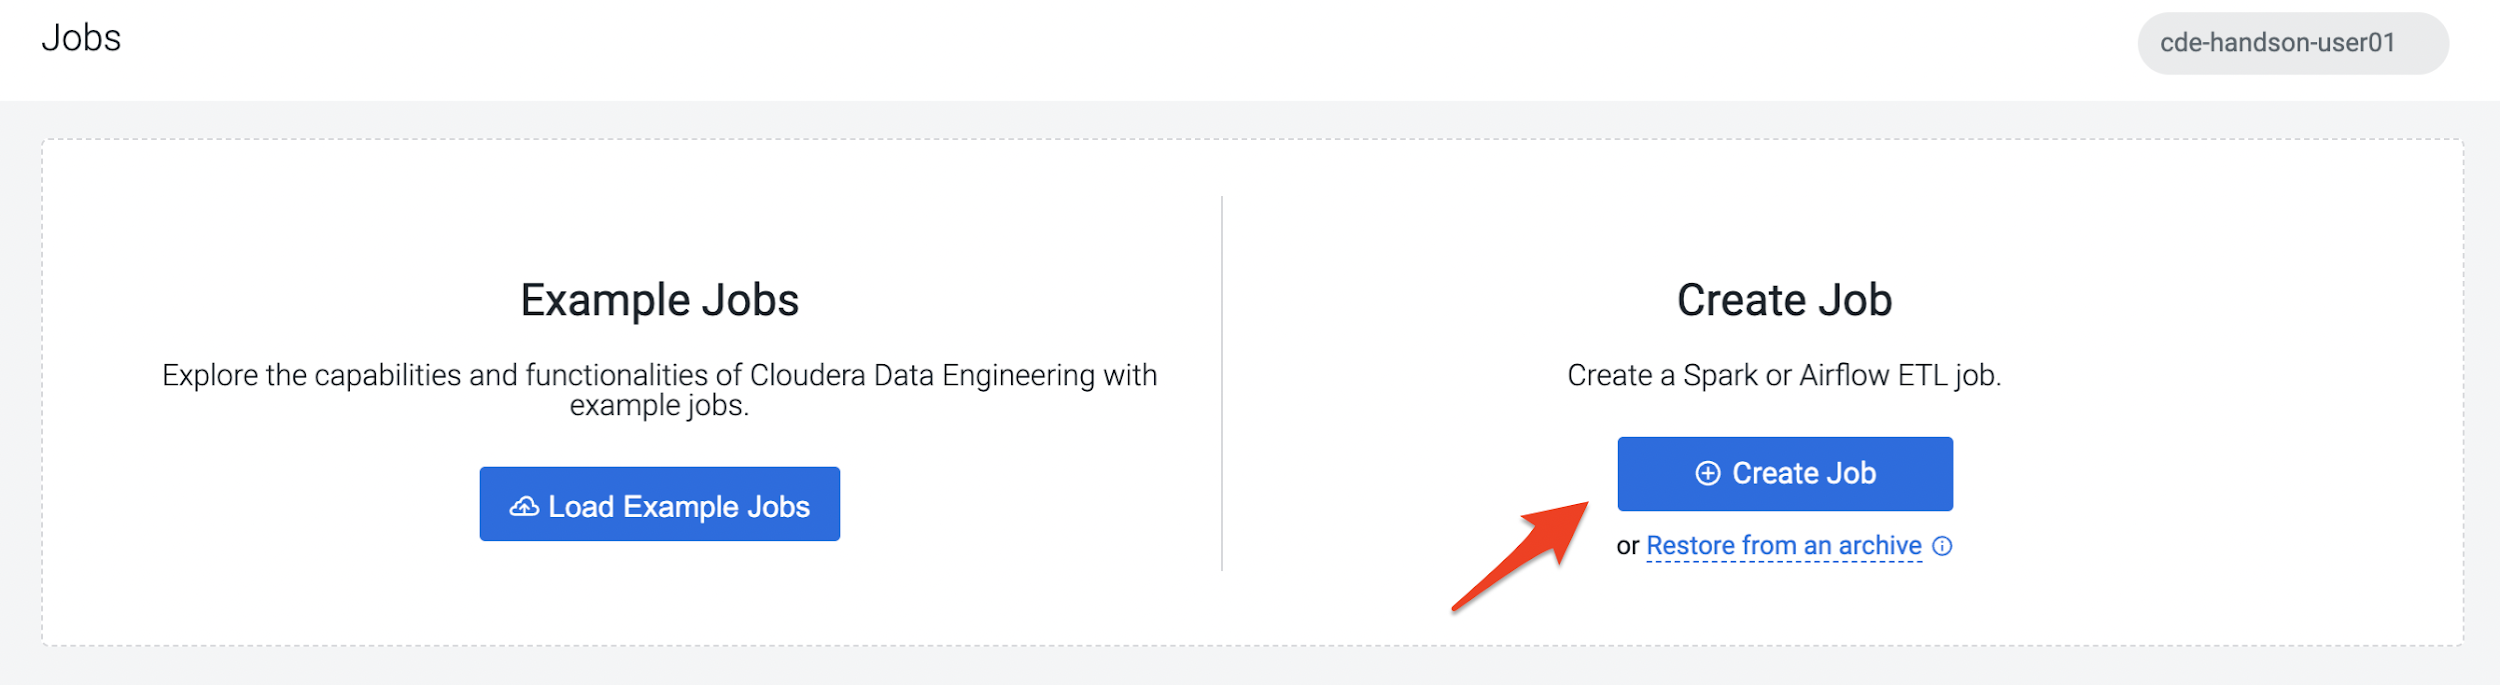 Jobs
cde-handson-user01
Example Jobs
Explore the capabilities and functionalities of Cloudera Data Engineering with
example jobs.
Load Example Jobs
Create Job
Create a Spark or Airflow ETL job.
Create Job
or Restore from an archive